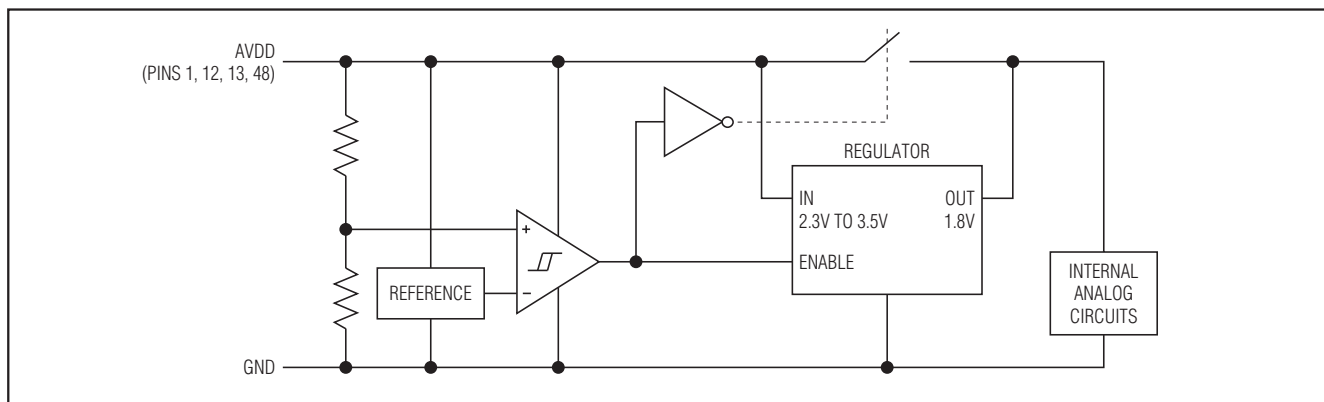 AVDD
(PINS 1, 12, 13, 48)
REGULATOR
IN
2.3V TO 3.5V
OUT
1.8V
+
ENABLE
REFERENCE
−
INTERNAL
ANALOG
CIRCUITS
GND